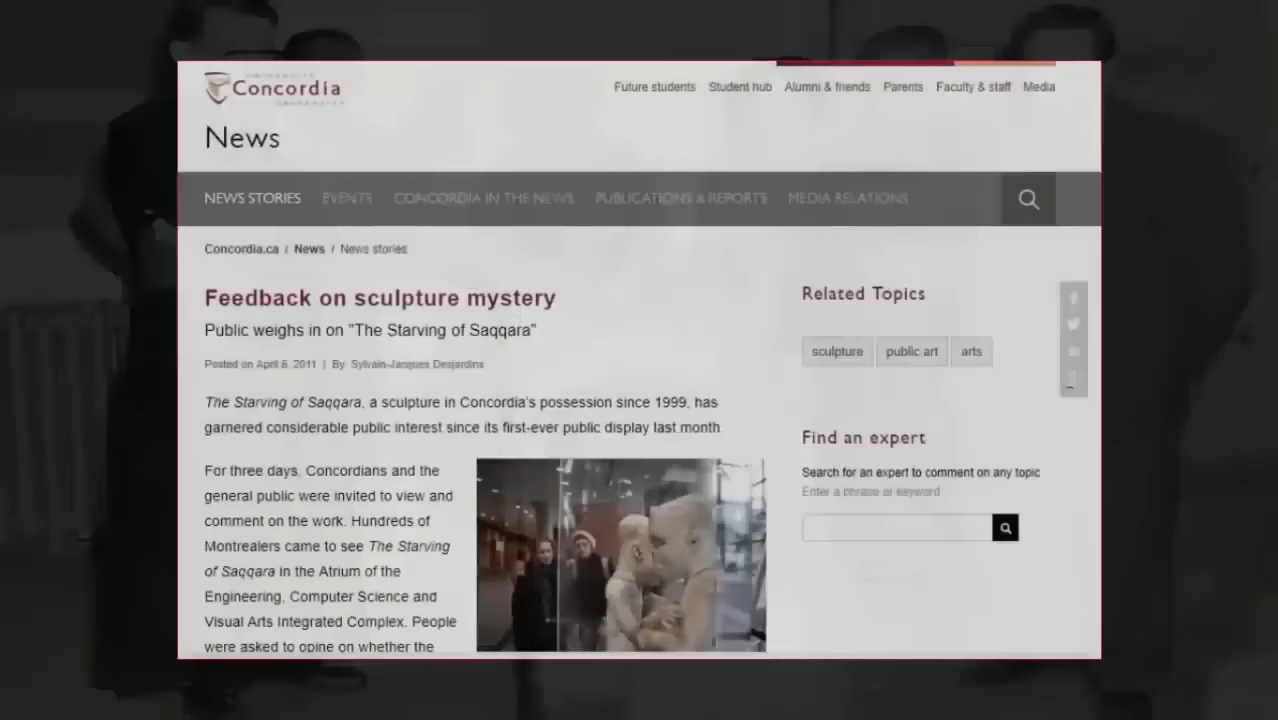 Concordia
Future students Student hub Alumni & friends Parents Faculty & staff Media
News
NEWS STORIES EVENTS CONCORDIA IN THE NEWS PUBLICATIONS & REPORTS MEDIA RELATIONS
Concordia.ca / News / News stories
Feedback on sculpture mystery
Public weighs in on "The Starving of Saqqara"
Posted on April 6, 2011 | By Sylvain-Jacques Desjardins
The Starving of Saqqara, a sculpture in Concordia's possession since 1999, has
garnered considerable public interest since its first-ever public display last month.
For three days, Concordians and the
general public were invited to view and
comment on the work. Hundreds of
Montrealers came to see The Starving
of Saqqara in the Atrium of the
Engineering, Computer Science and
Visual Arts Integrated Complex. People
were asked to opine on whether the
Related Topics
sculpture public art arts
Find an expert
Search for an expert to comment on any topic
Enter a phrase or keyword